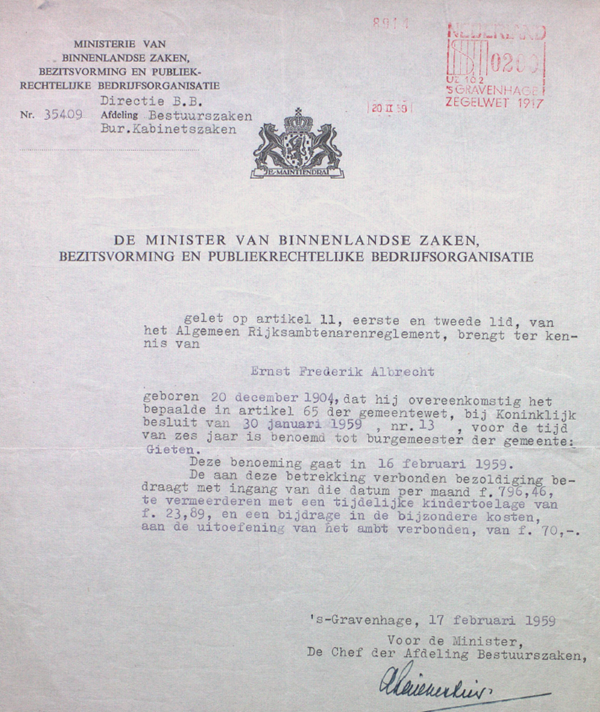 MINISTERIE VAN
BINNENLANDSE ZAKEN,
BEZITSVORMING EN PUBLIEK-
RECHTELIJKE BEDRIJFSORGANISATIE
Directie B.B.
Nr. 35409 Afdeling Bestuurszaken
Bur.Kabinetszaken
NEDERLAND
0200
'S GRAVENHAGE
ZEGELWET 1917
JE MAINTIENDRAI
DE MINISTER VAN BINNENLANDSE ZAKEN,
BEZITSVORMING EN PUBLIEKRECHTELIJKE BEDRIJFSORGANISATIE
gelet op artikel 11, eerste en tweede lid, van
het Algemeen Rijksambtenarenreglement, brengt ter ken-
nis van
Ernst Frederik Albrecht
geboren 20 december 1904, dat hij overeenkomstig het
bepaalde in artikel 65 der gemeentewet, bij Koninklijk
besluit van 30 januari 1959 , nr. 13 , voor de tijd
van zes jaar is benoemd tot burgemeester der gemeente:
Gieten.
Deze benoeming gaat in 16 februari 1959.
De aan deze betrekking verbonden bezoldiging be-
draagt met ingang van die datum per maand f. 796,46,
te vermeerderen met een tijdelijke kindertoelage van
f. 23,89, en een bijdrage in de bijzondere kosten,
aan de uitoefening van het ambt verbonden, van f. 70,-.
's-Gravenhage, 17 februari 1959
Voor de Minister,
De Chef der Afdeling Bestuurszaken,